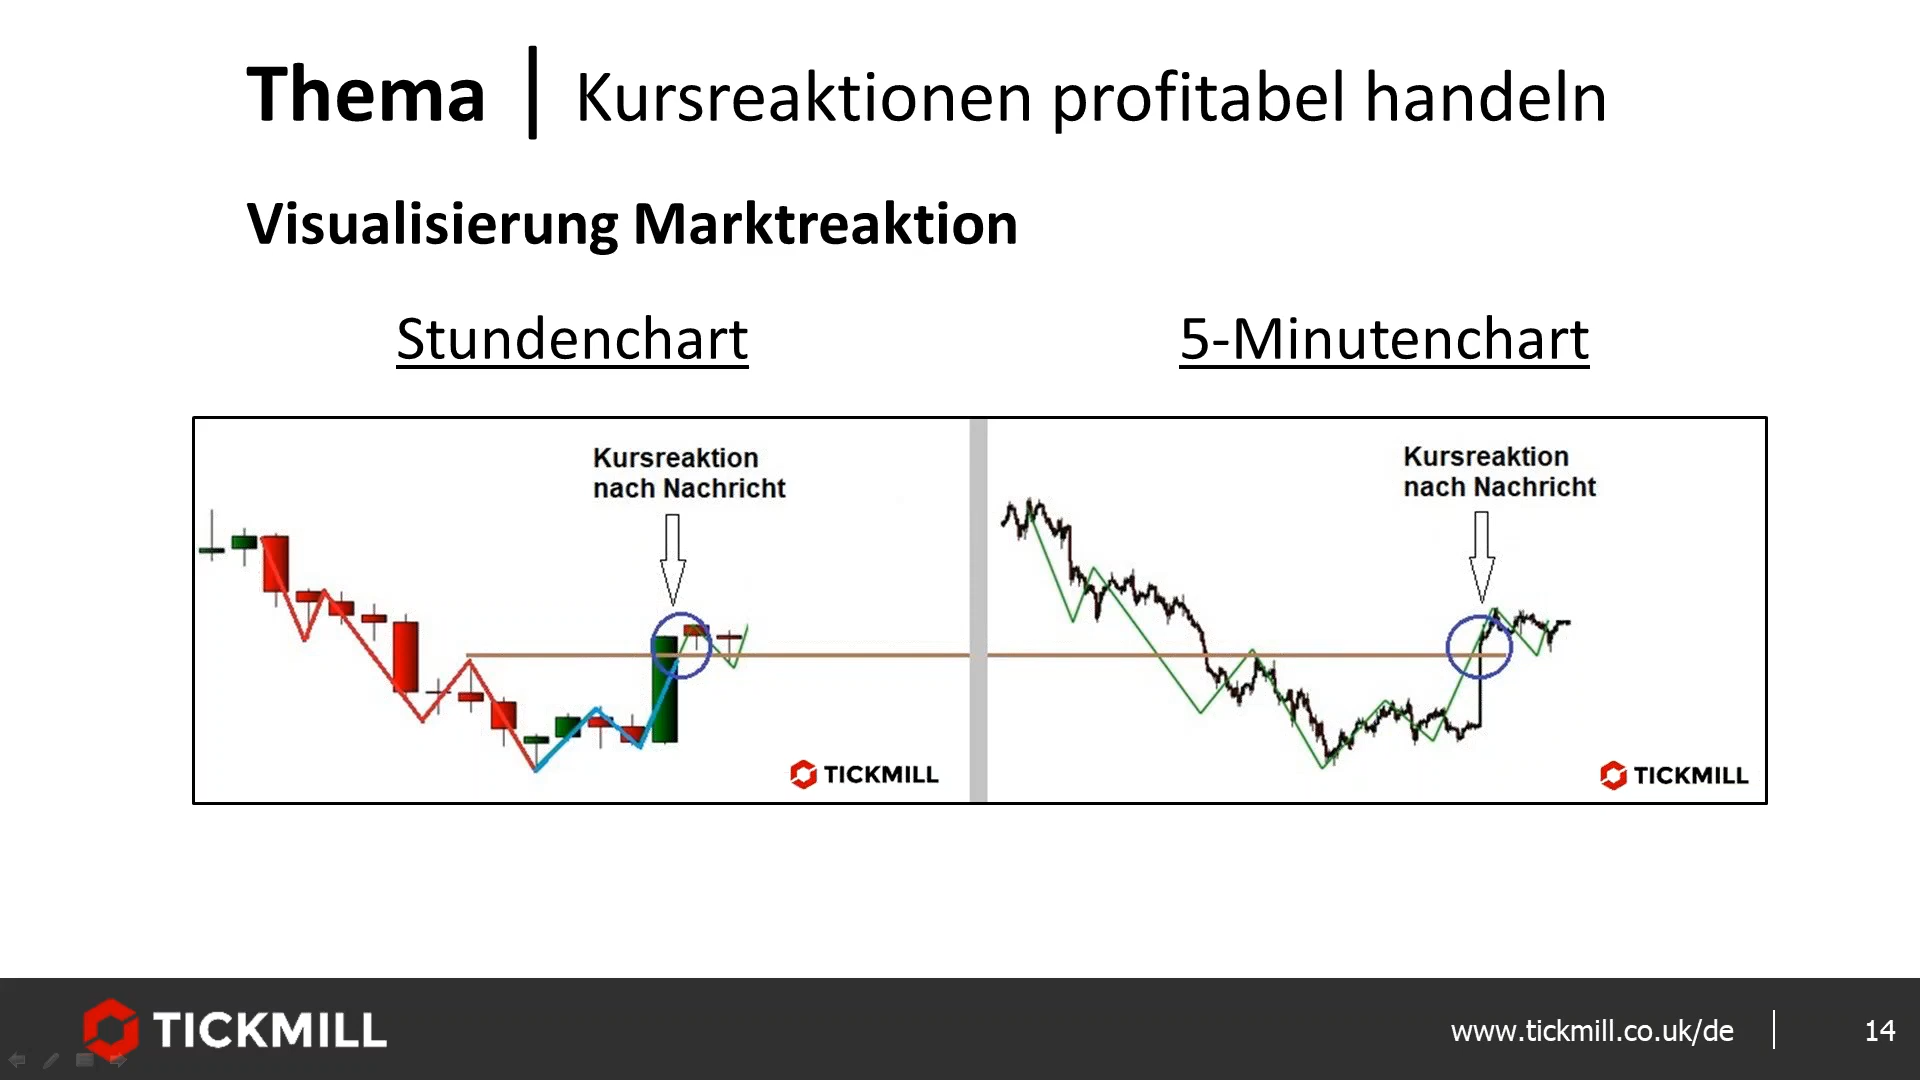 Thema | Kursreaktionen profitabel handeln
Visualisierung Marktreaktion
Stundenchart
5-Minutenchart
Kursreaktion
nach Nachricht
TICKMILL
Kursreaktion
nach Nachricht
TICKMILL
TICKMILL
www.tickmill.co.uk/de
14